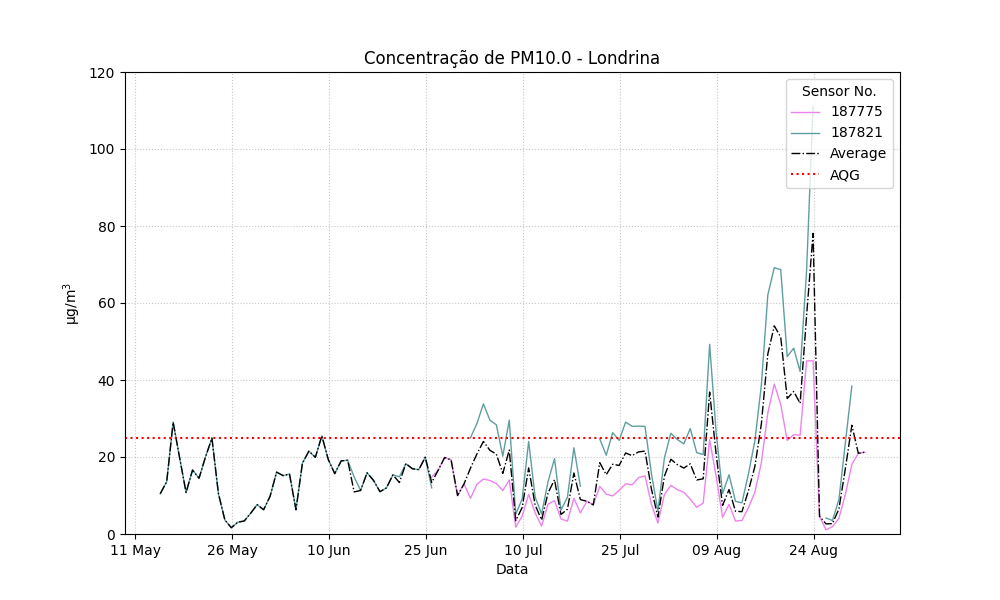 Concentração de PM10.0 - Londrina
120
100
80
60
40
20
0
µg/m³
Sensor No.
187775
187821
Average
AQG
11 May
26 May
10 Jun
25 Jun
10 Jul
25 Jul
09 Aug
24 Aug
Data